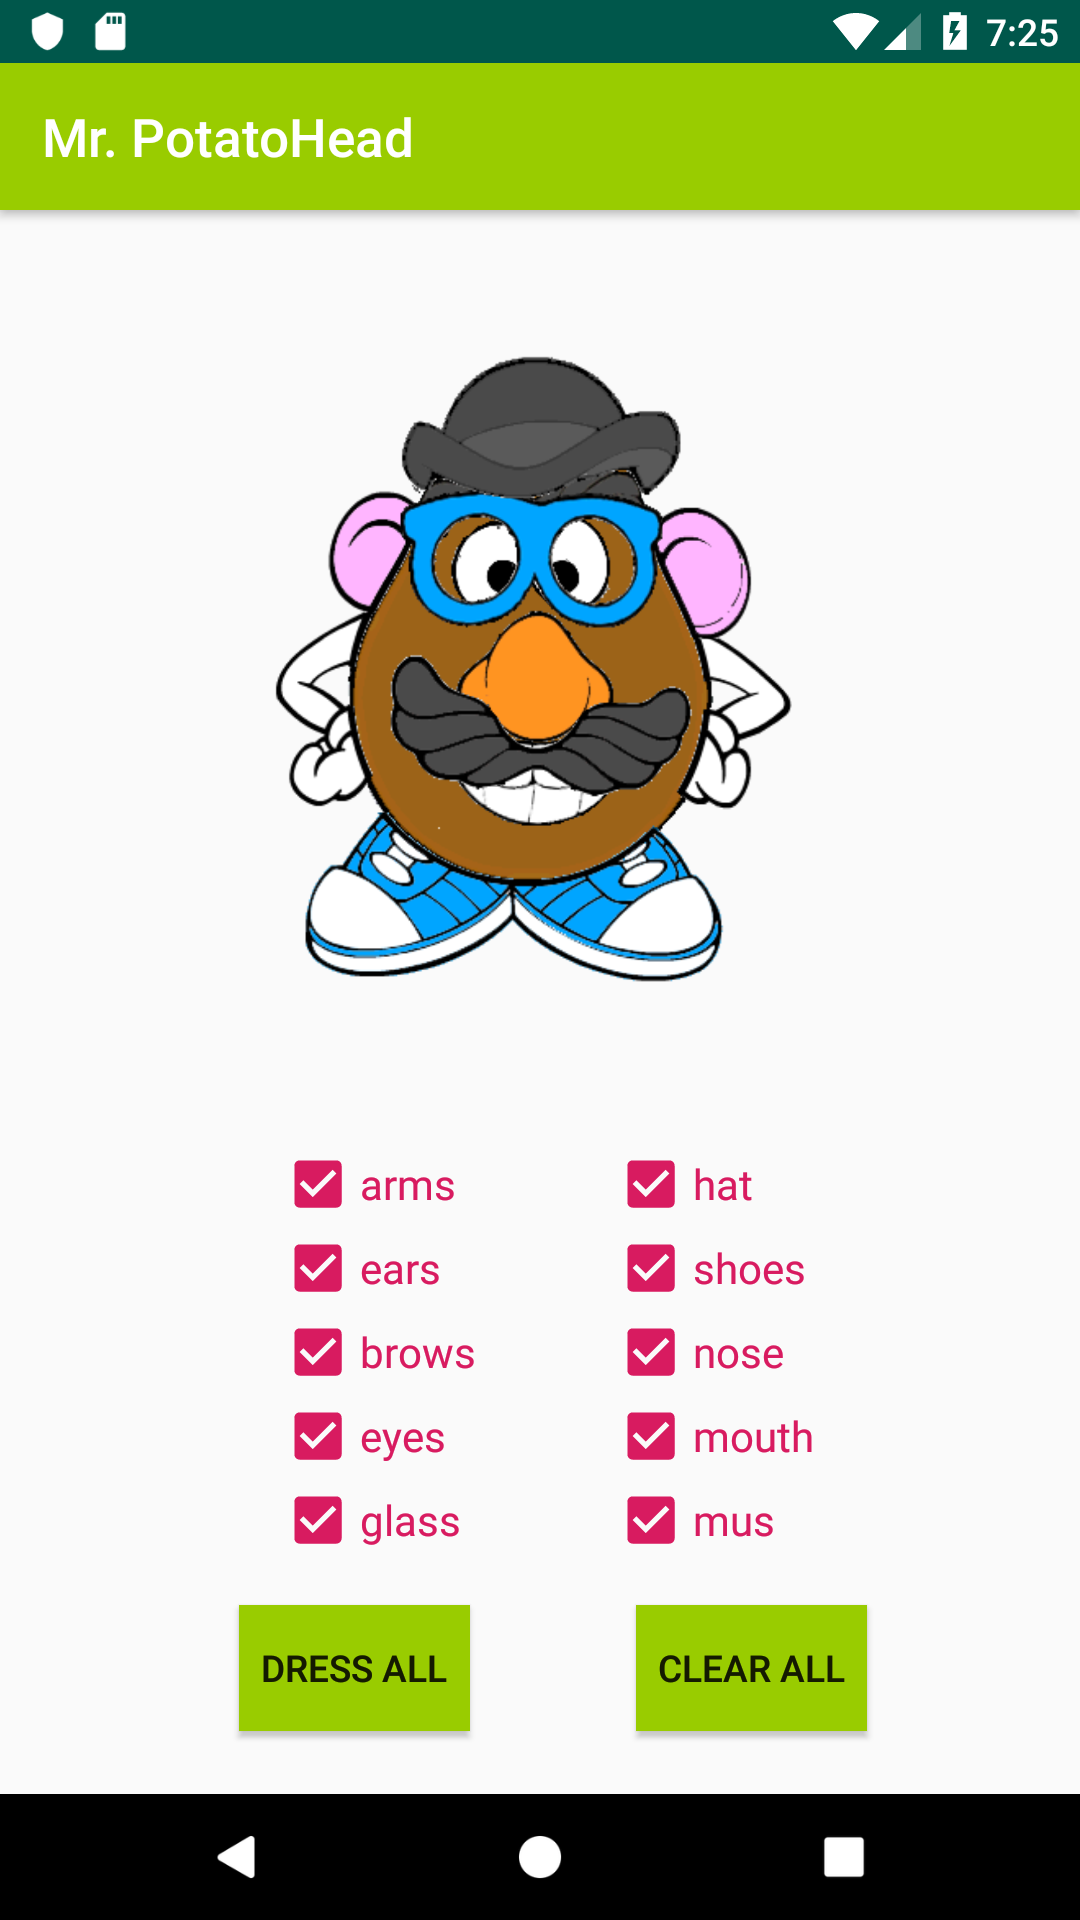 7:25
Mr. PotatoHead
arms hat
ears shoes
brows nose
eyes mouth
glass mus
DRESS ALL CLEAR ALL